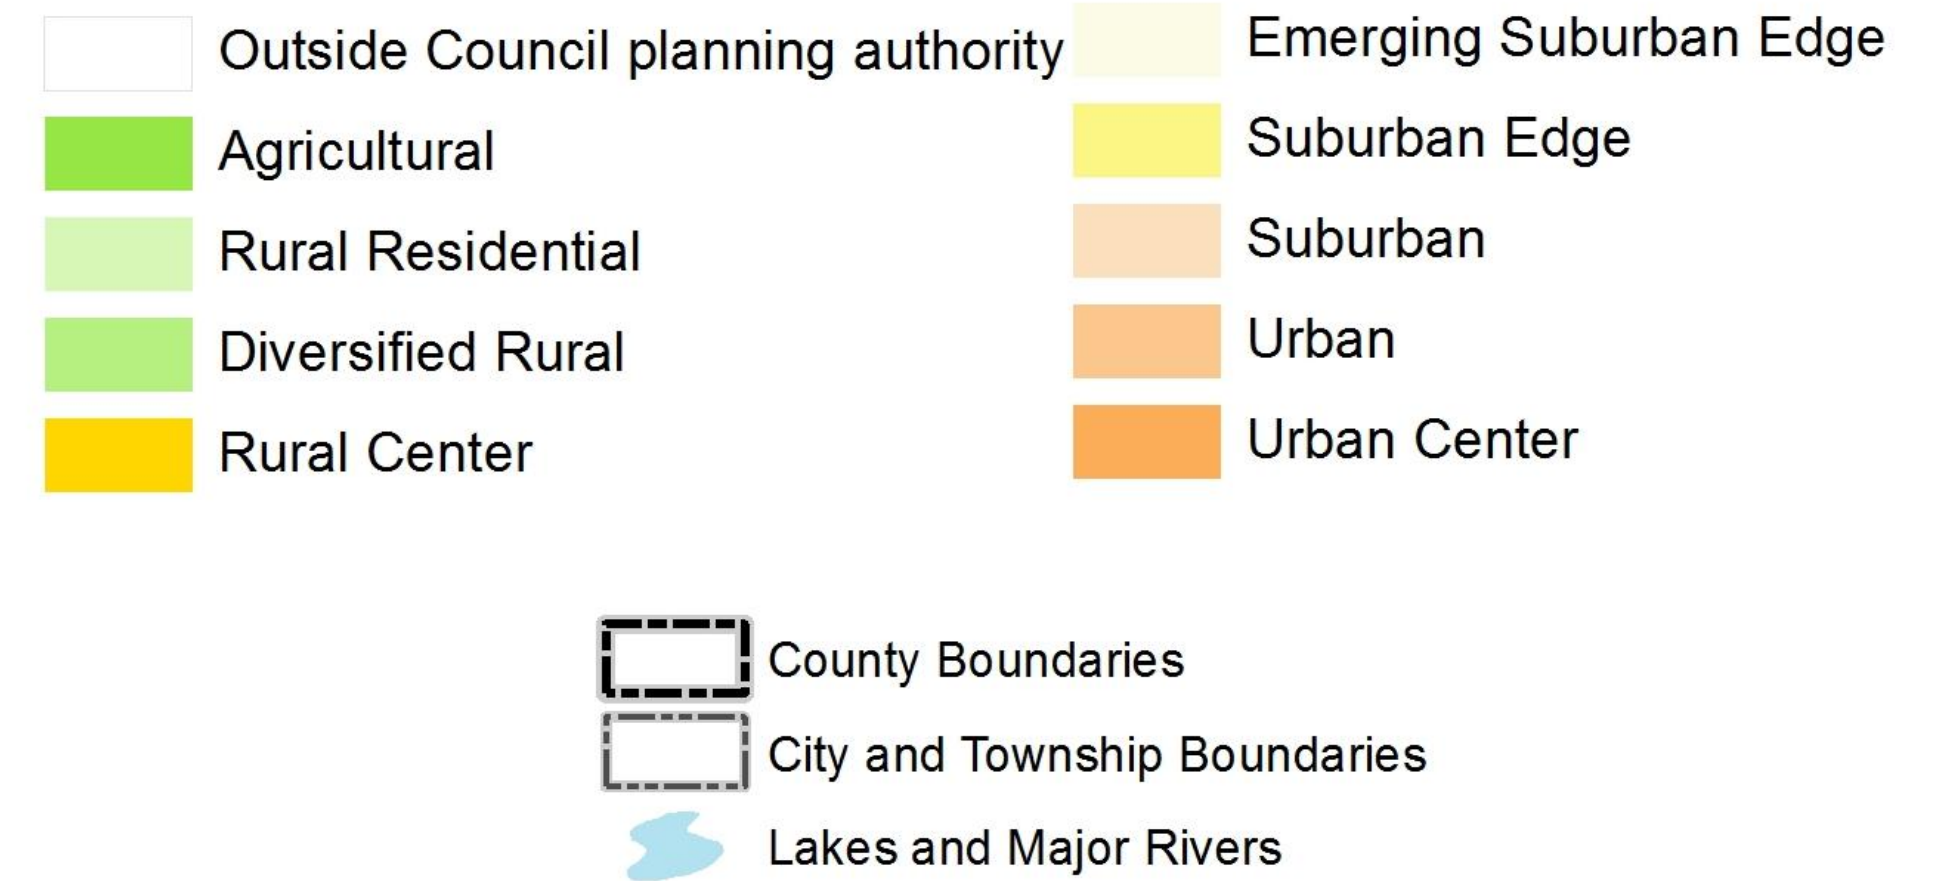 Outside Council planning authority
Agricultural
Rural Residential
Diversified Rural
Rural Center
Emerging Suburban Edge
Suburban Edge
Suburban
Urban
Urban Center
County Boundaries
City and Township Boundaries
Lakes and Major Rivers